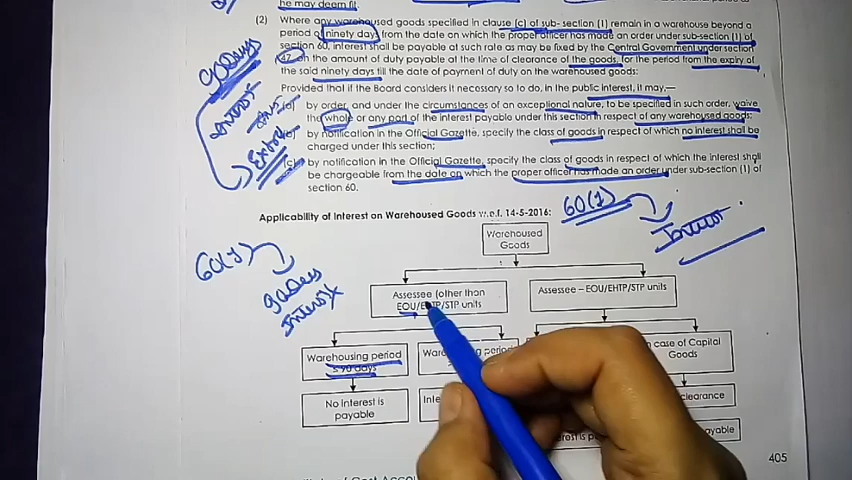 he may deem fit.
(2) Where any warehoused goods specified in clause (c) of sub-section (1) remain in a warehouse beyond a
period of ninety days from the date on which the proper officer has made an order under sub-section (1) of
section 60, interest shall be payable at such rate as may be fixed by the Central Government under section
47, on the amount of duty payable at the time of clearance of the goods, for the period from the expiry of
the said ninety days till the date of payment of duty on the warehoused goods:
Provided that if the Board considers it necessary so to do, in the public interest, it may,—
(a) by order, and under the circumstances of an exceptional nature, to be specified in such order, waive
the whole or any part of the interest payable under this section in respect of any warehoused goods;
(b) by notification in the Official Gazette, specify the class of goods in respect of which no interest shall be
charged under this section;
(c) by notification in the Official Gazette, specify the class of goods in respect of which the interest shall
be chargeable from the date on which the proper officer has made an order under sub-section (1) of
section 60.
90 Days
Interest
60(1)
Interest
Applicability of Interest on Warehoused Goods w.e.f. 14-5-2016:
Warehoused
Goods
60(1)
90 Days
Interest X
Assessee (other than
EOU/EHTP/STP units
Assessee – EOU/EHTP/STP units
Warehousing period
≤ 90 days
period
in case of Capital
Goods
No Interest is
payable
clearance
payable
405